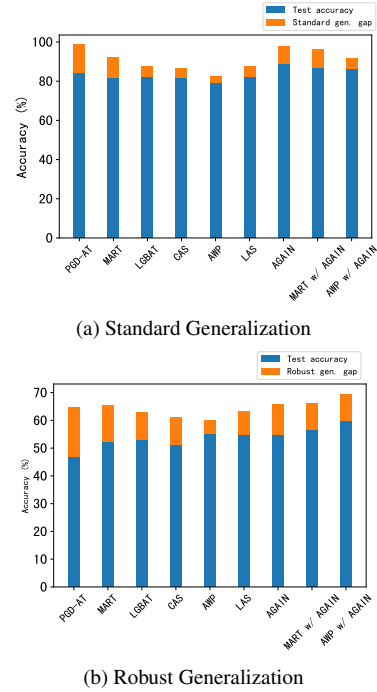 Test accuracy
Standard gen. gap
Accuracy (%)
100
80
60
40
20
0
PGD-AT
MART
LGBAT
CAS
AWP
LAS
AGAIN
MART w/ AGAIN
AWP w/ AGAIN
(a) Standard Generalization
Test accuracy
Robust gen. gap
Accuracy (%)
70
60
50
40
30
20
10
0
PGD-AT
MART
LGBAT
CAS
AWP
LAS
AGAIN
MART w/ AGAIN
AWP w/ AGAIN
(b) Robust Generalization